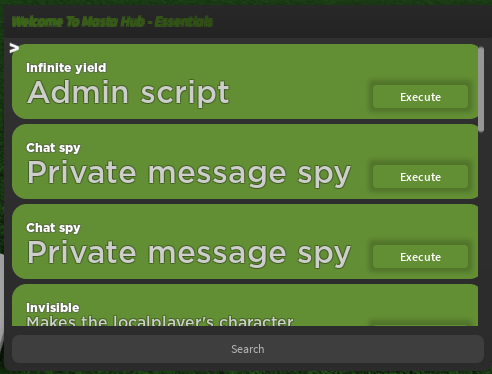 Welcome To Masta Hub - Essentials
>
Infinite yield
Admin script
Execute
Chat spy
Private message spy
Execute
Chat spy
Private message spy
Execute
Invisible
Makes the localplayer's character
Search